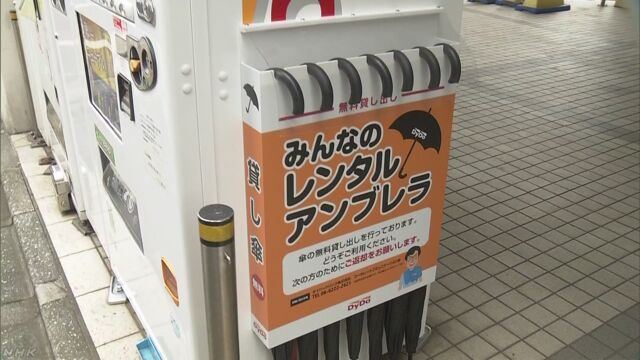 無料貸し出し
みんなの
レンタル
アンブレラ
DyDo
貸し傘
無料
傘の無料貸し出しを行っております。
どうぞご利用ください。
次の方のためにご返却をお願いします。
DyDo
DyDo
NHK